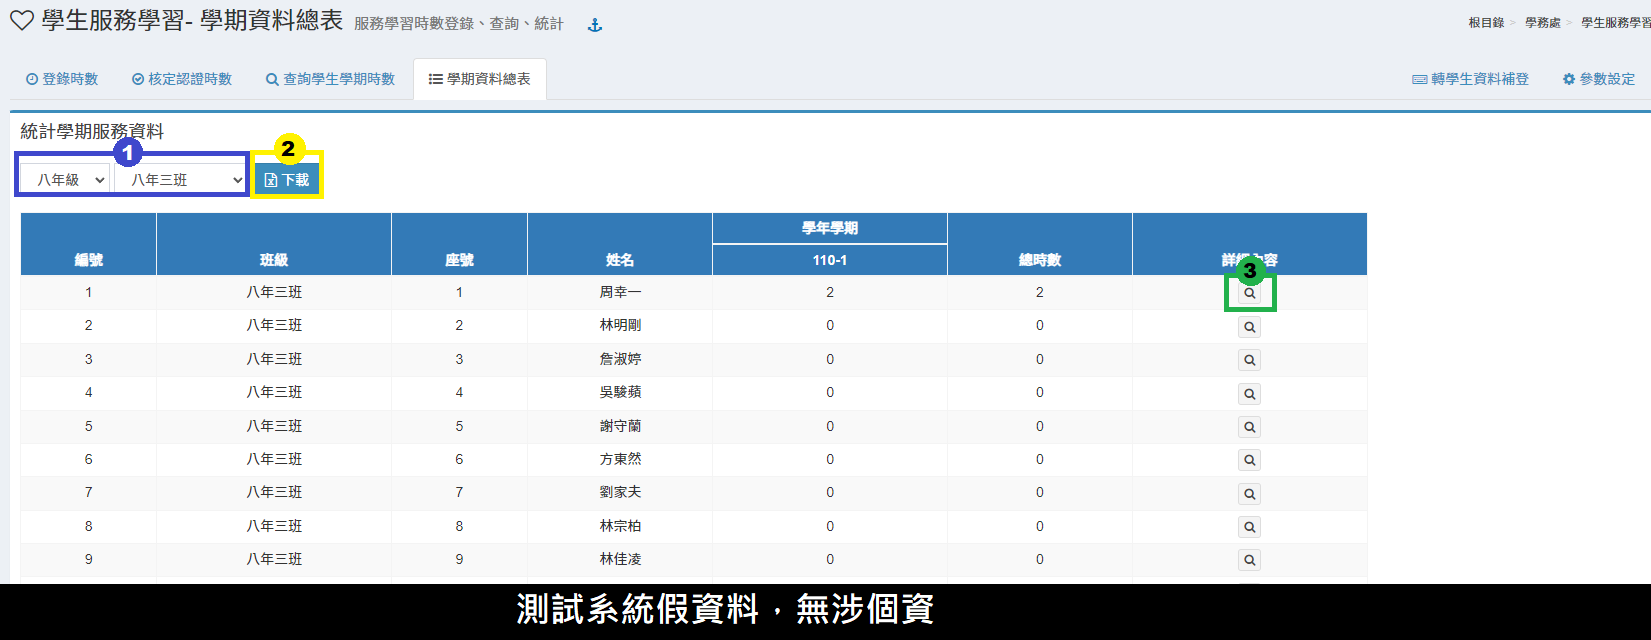 學生服務學習- 學期資料總表 服務學習時數登錄、查詢、統計
根目錄 > 學務處 > 學生服務學習
登錄時數 核定認證時數 查詢學生學期時數 學期資料總表 轉學生資料補登 參數設定
統計學期服務資料
1 2
八年級 八年三班 下載
學年學期
編號 班級 座號 姓名 110-1 總時數 詳細內容
3
1 八年三班 1 周幸一 2 2
2 八年三班 2 林明剛 0 0
3 八年三班 3 詹淑婷 0 0
4 八年三班 4 吳駿蘋 0 0
5 八年三班 5 謝守蘭 0 0
6 八年三班 6 方東然 0 0
7 八年三班 7 劉家夫 0 0
8 八年三班 8 林宗柏 0 0
9 八年三班 9 林佳凌 0 0
測試系統假資料，無涉個資